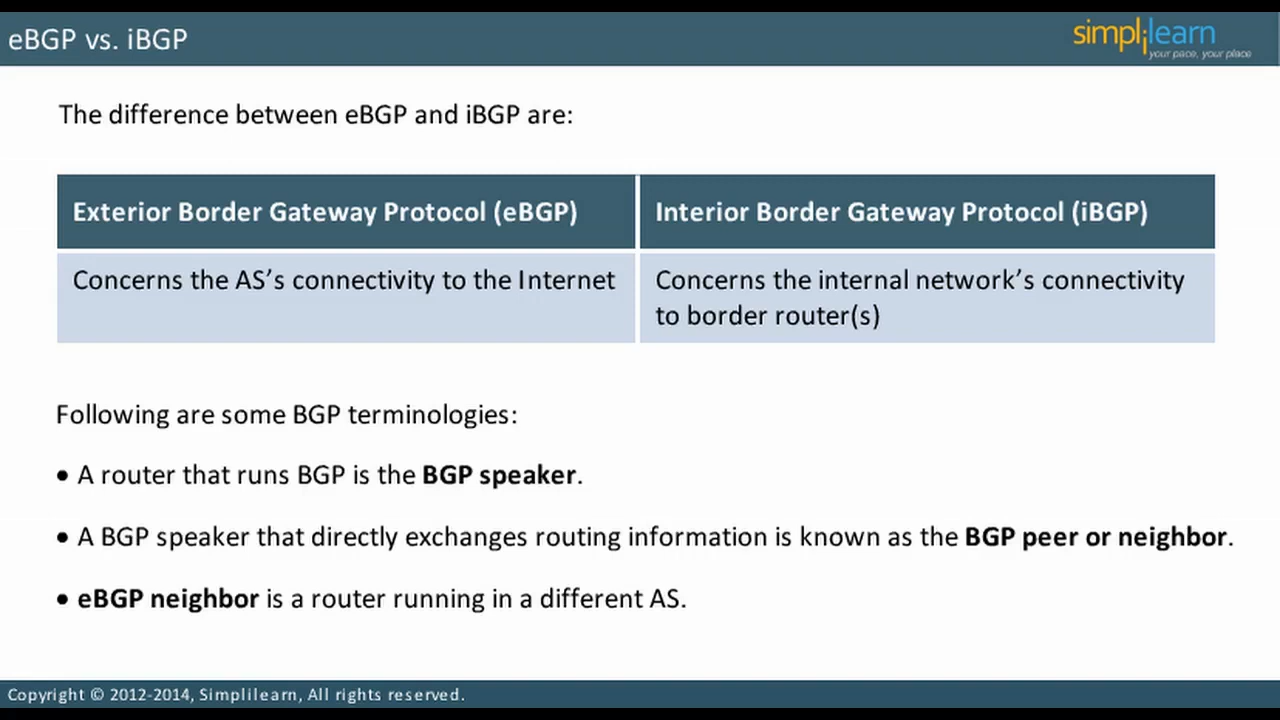 eBGP vs. iBGP
simplilearn
your pace, your place
The difference between eBGP and iBGP are:
Exterior Border Gateway Protocol (eBGP)
Interior Border Gateway Protocol (iBGP)
Concerns the AS’s connectivity to the Internet
Concerns the internal network’s connectivity
to border router(s)
Following are some BGP terminologies:
• A router that runs BGP is the BGP speaker.
• A BGP speaker that directly exchanges routing information is known as the BGP peer or neighbor.
• eBGP neighbor is a router running in a different AS.
Copyright © 2012-2014, Simplilearn, All rights reserved.